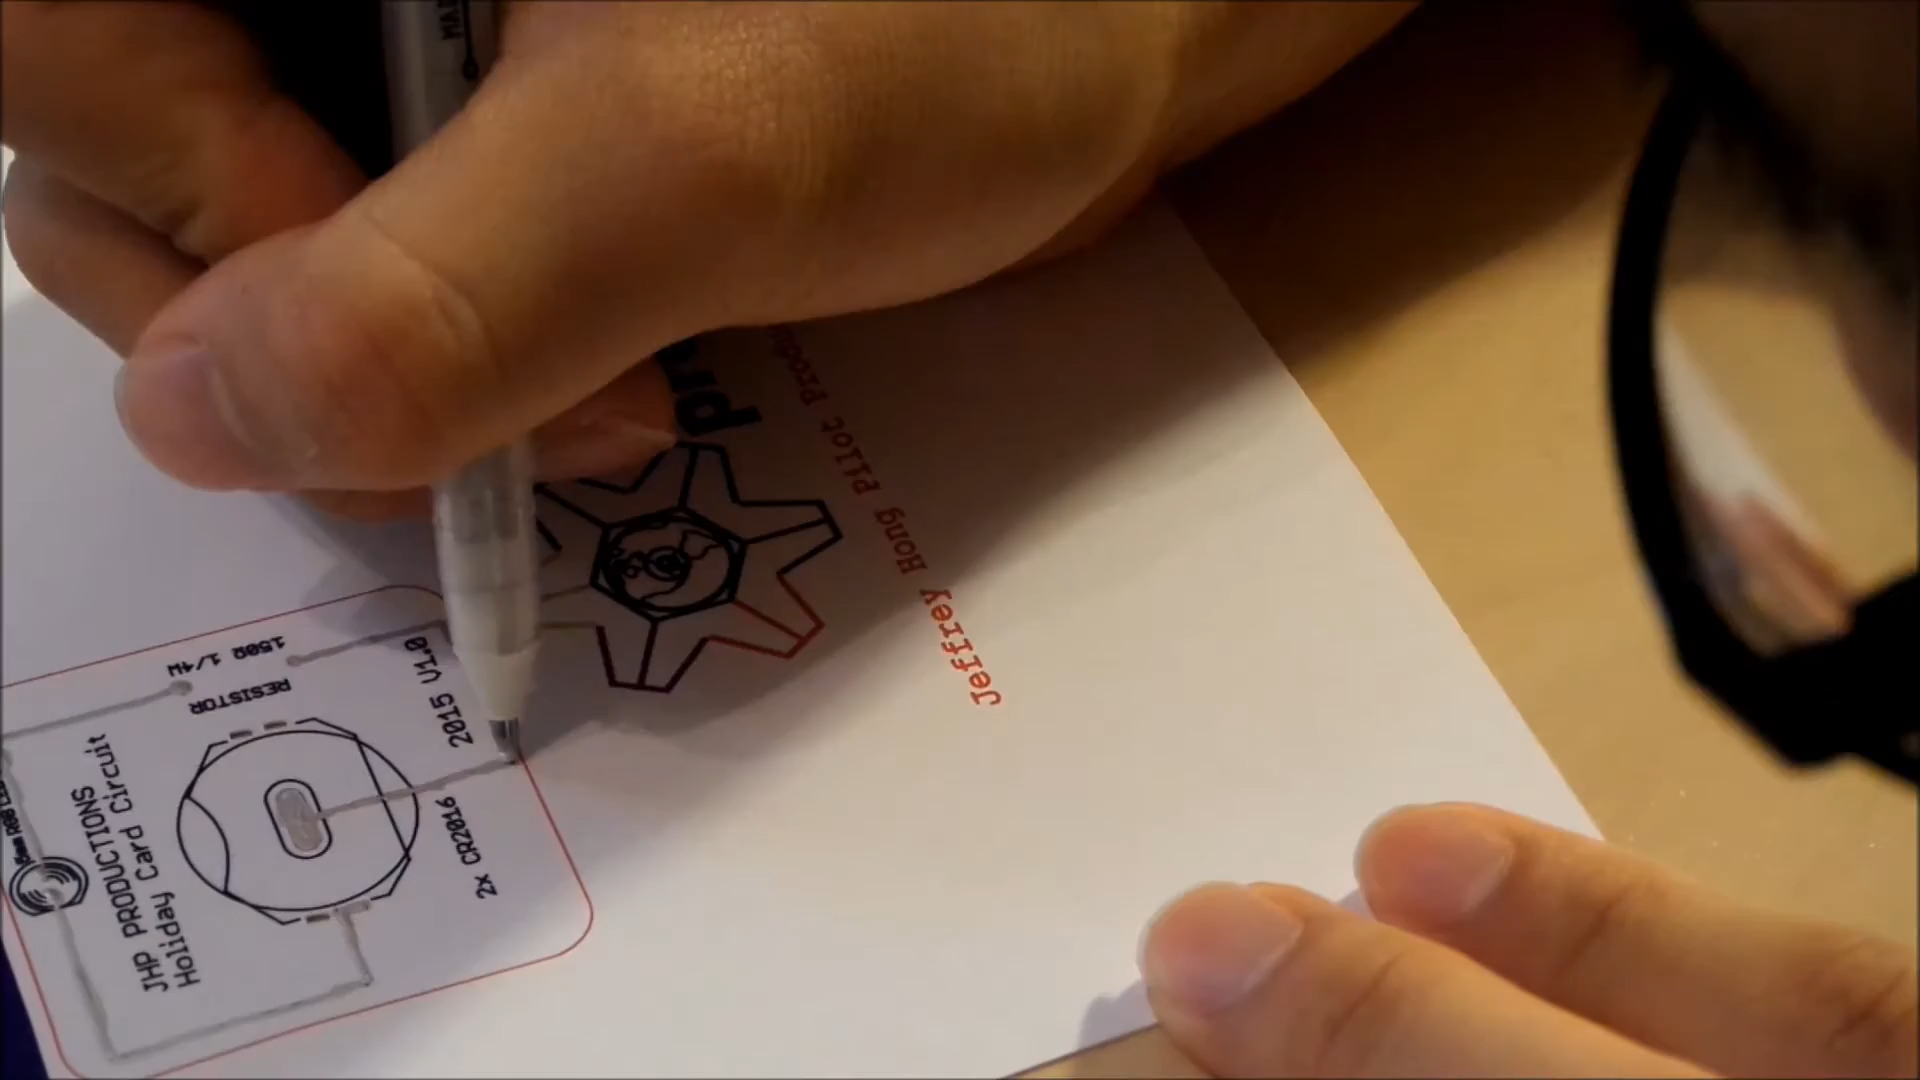 JHP PRODUCTIONS
Holiday Card Circuit
RESISTOR
150Ω 1/4W
2015 V1.0
2x CR2016
Jeffrey Hong Pilot